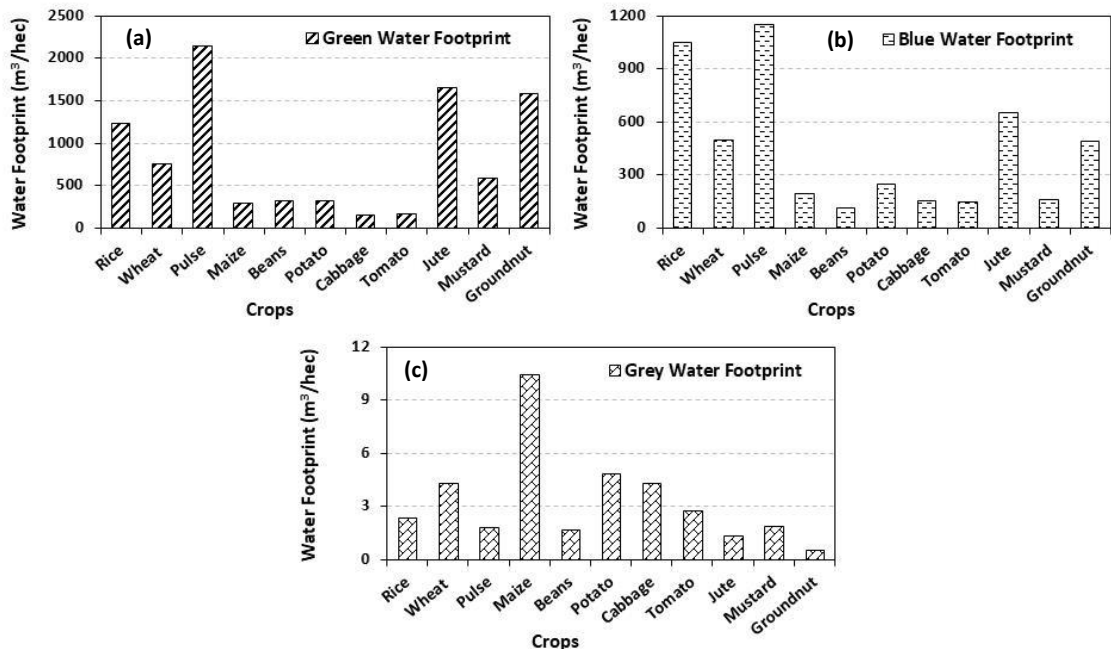 (a)
Green Water Footprint
Water Footprint (m³/hec)
2500
2000
1500
1000
500
0
Rice
Wheat
Pulse
Maize
Beans
Potato
Cabbage
Tomato
Jute
Mustard
Groundnut
Crops
(b)
Blue Water Footprint
Water Footprint (m³/hec)
1200
900
600
300
0
Rice
Wheat
Pulse
Maize
Beans
Potato
Cabbage
Tomato
Jute
Mustard
Groundnut
Crops
(c)
Grey Water Footprint
Water Footprint (m³/hec)
12
9
6
3
0
Rice
Wheat
Pulse
Maize
Beans
Potato
Cabbage
Tomato
Jute
Mustard
Groundnut
Crops